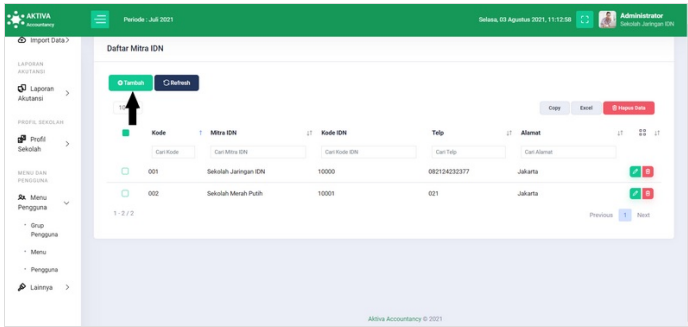 AKTIVA
Accountancy
Periode : Juli 2021
Selasa, 03 Agustus 2021, 11:12:58
Administrator
Sekolah Jaringan IDN
Import Data
LAPORAN AKUTANSI
Laporan Akutansi
PROFIL SEKOLAH
Profil Sekolah
MENU DAN PENGGUNA
Menu Pengguna
Grup Pengguna
Menu
Pengguna
Lainnya
Daftar Mitra IDN
Tambah Refresh
10
Copy Excel Hapus Data
Kode Mitra IDN Kode IDN Telp Alamat
Cari Kode Cari Mitra IDN Cari Kode IDN Cari Telp Cari Alamat
001 Sekolah Jaringan IDN 10000 082124232377 Jakarta
002 Sekolah Merah Putih 10001 021 Jakarta
1 - 2 / 2
Previous 1 Next
Aktiva Accountancy © 2021